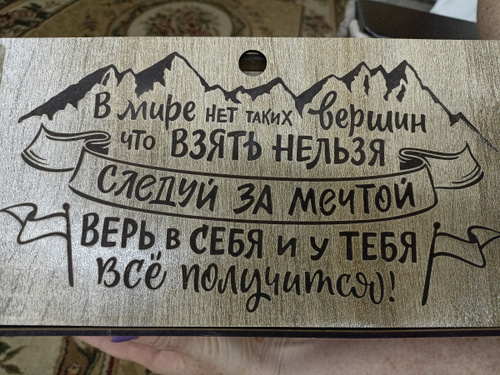 В мире нет таких вершин
что ВЗЯТЬ НЕЛЬЗЯ
СЛЕДУЙ ЗА МЕЧТОЙ
ВЕРЬ в СЕБЯ и у ТЕБЯ
ВСЁ получится!